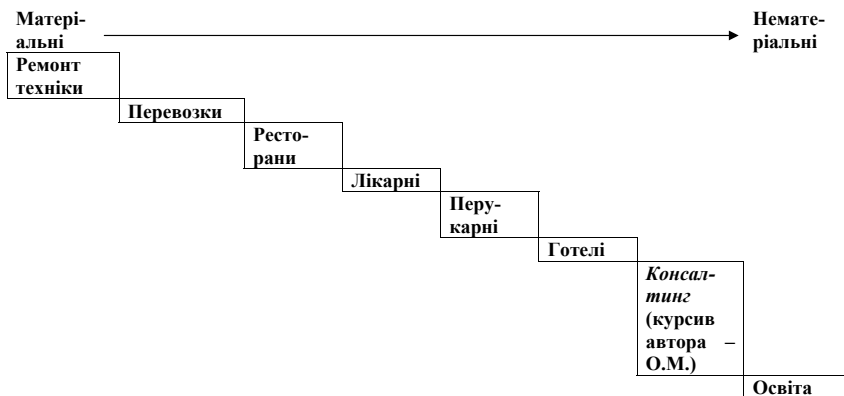 Матері-
альні
Немате-
ріальні
Ремонт
техніки
Перевозки
Ресто-
рани
Лікарні
Перу-
карні
Готелі
Консал-
тинг
(курсив
автора –
О.М.)
Освіта